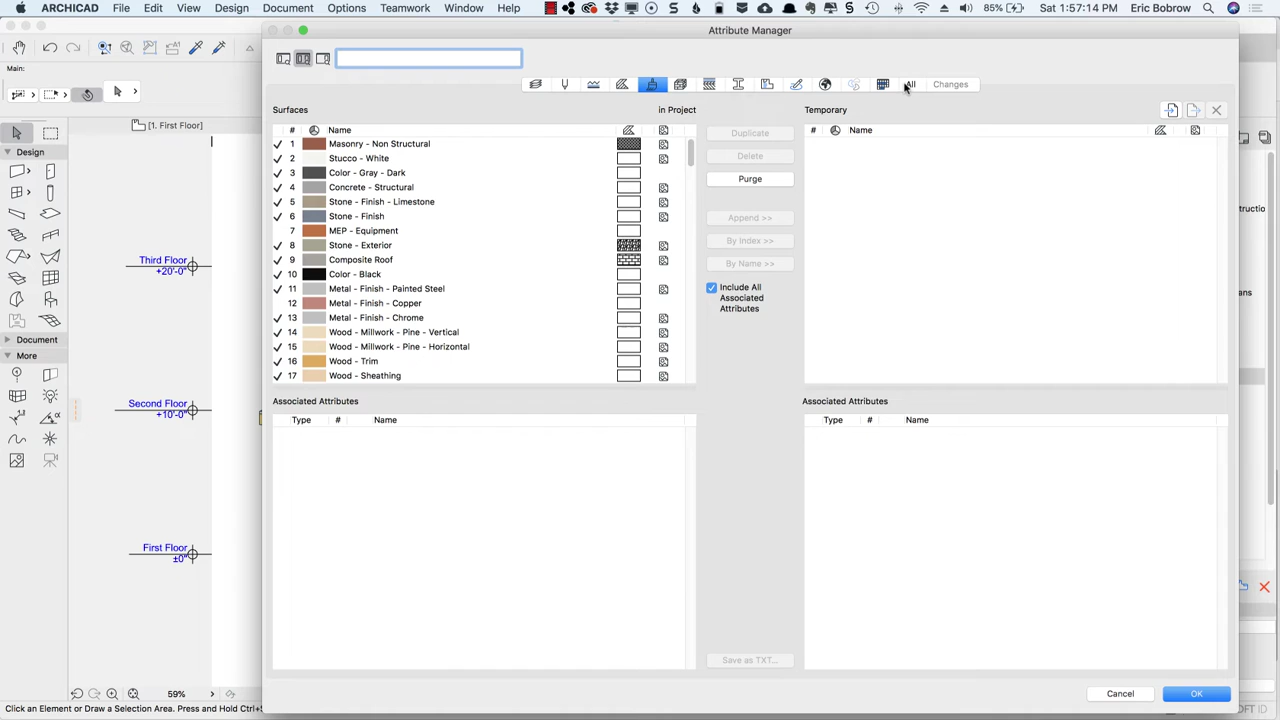 ARCHICAD File Edit View Design Document Options Teamwork Window Help 85% Sat 1:57:14 PM Eric Bobrow
Attribute Manager
Main:
All Changes
[1. First Floor]
Surfaces in Project
Temporary
# Name
# Name
1 Masonry - Non Structural
2 Stucco - White
3 Color - Gray - Dark
4 Concrete - Structural
5 Stone - Finish - Limestone
6 Stone - Finish
7 MEP - Equipment
8 Stone - Exterior
9 Composite Roof
10 Color - Black
11 Metal - Finish - Painted Steel
12 Metal - Finish - Copper
13 Metal - Finish - Chrome
14 Wood - Millwork - Pine - Vertical
15 Wood - Millwork - Pine - Horizontal
16 Wood - Trim
17 Wood - Sheathing
Duplicate
Delete
Purge
Append >>
By Index >>
By Name >>
Include All
Associated
Attributes
Design
Document
More
Third Floor
+20'-0"
Second Floor
+10'-0"
First Floor
±0"
Associated Attributes
Type # Name
Associated Attributes
Type # Name
Save as TXT...
Cancel OK
59%
Click an Element or Draw a Selection Area. Press and Hold Ctrl+S
OFT ID